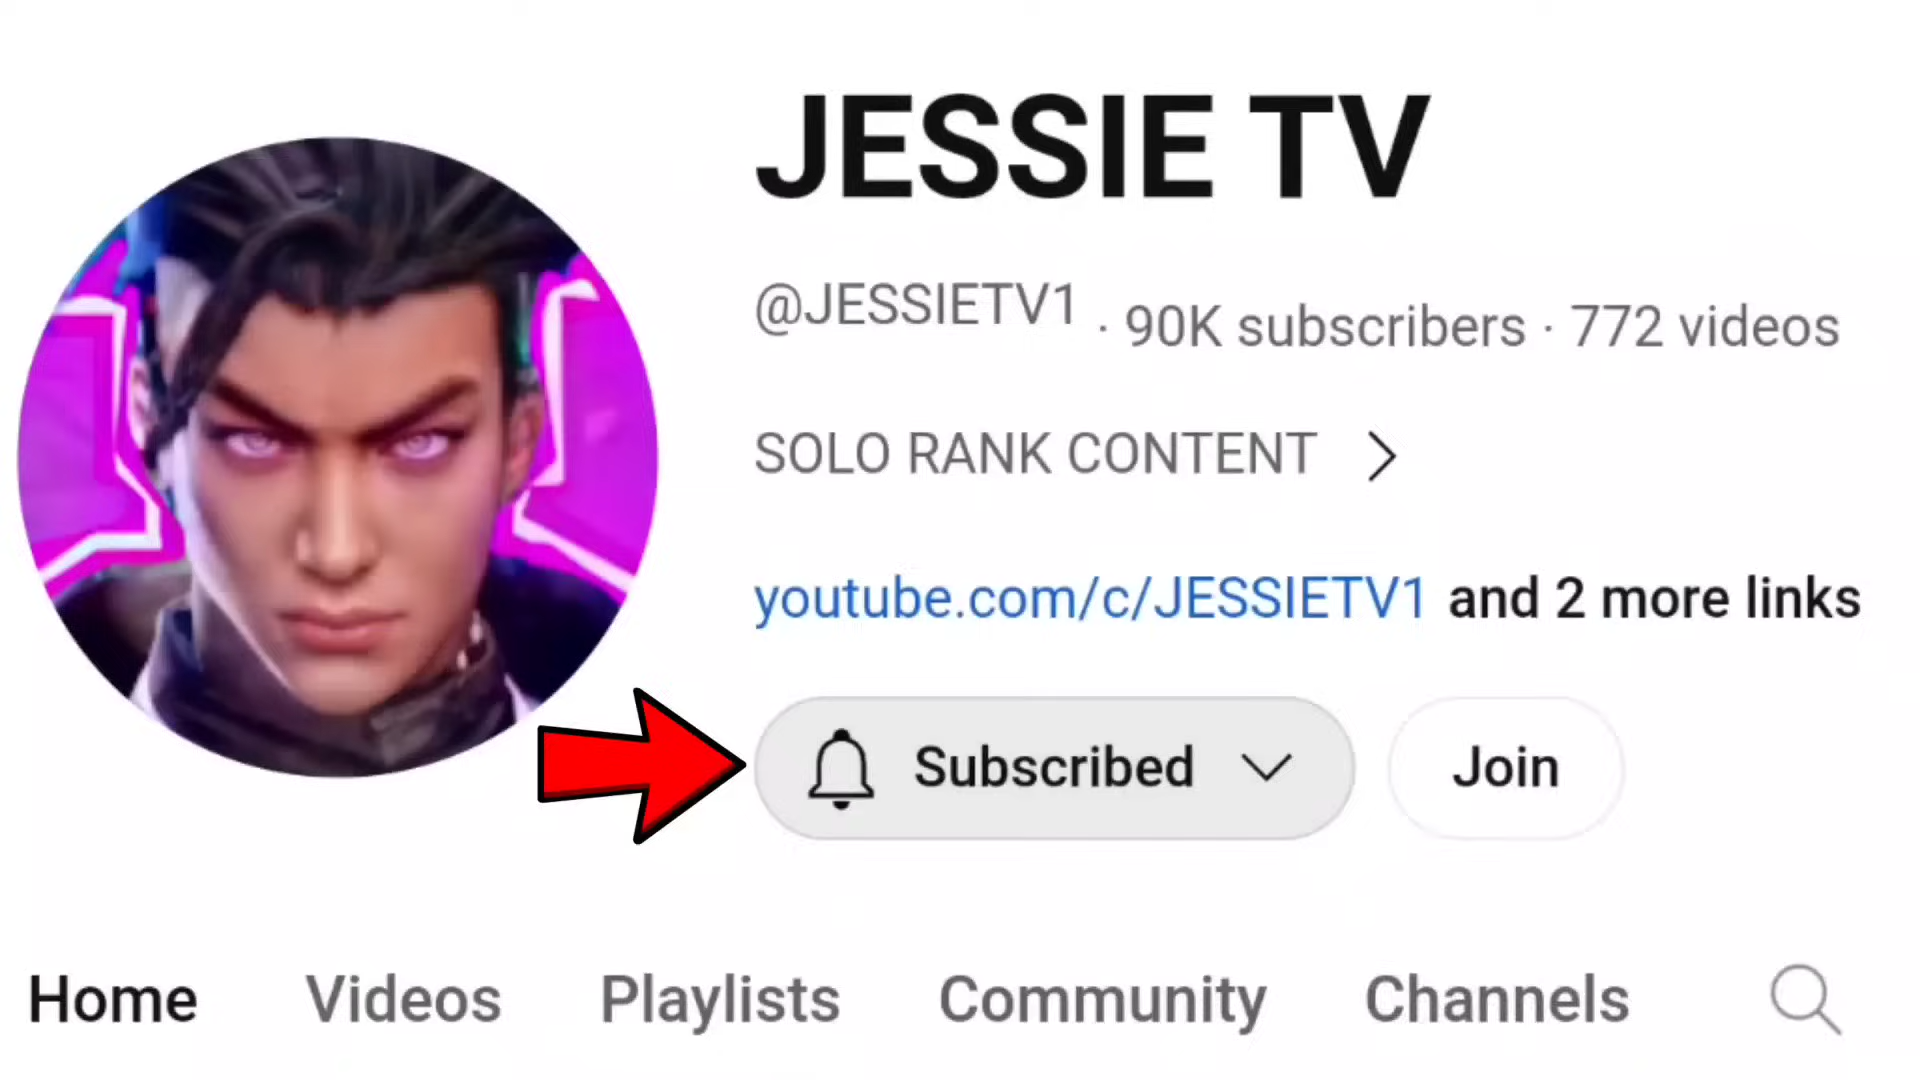 JESSIE TV
@JESSIETV1 · 90K subscribers · 772 videos
SOLO RANK CONTENT
youtube.com/c/JESSIETV1 and 2 more links
Subscribed Join
Home Videos Playlists Community Channels